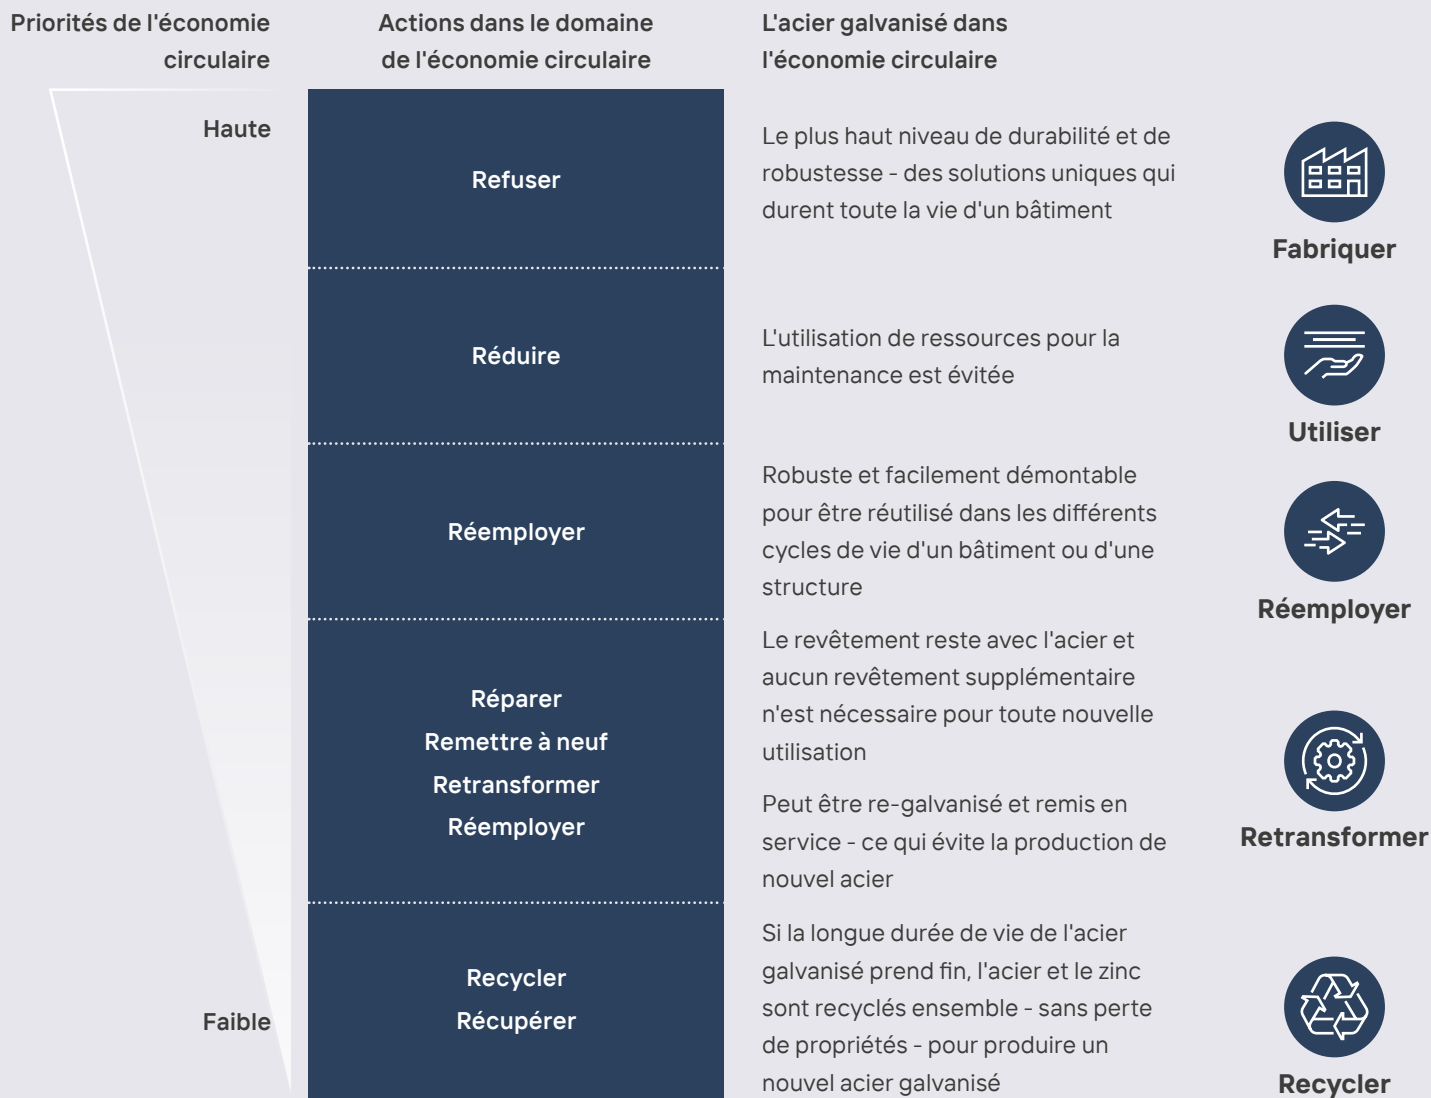 Priorités de l'économie
circulaire
Actions dans le domaine
de l'économie circulaire
L'acier galvanisé dans
l'économie circulaire
Haute
Refuser
Le plus haut niveau de durabilité et de
robustesse - des solutions uniques qui
durent toute la vie d'un bâtiment
Fabriquer
Réduire
L'utilisation de ressources pour la
maintenance est évitée
Utiliser
Réemployer
Robuste et facilement démontable
pour être réutilisé dans les différents
cycles de vie d'un bâtiment ou d'une
structure
Réemployer
Réparer
Remettre à neuf
Retransformer
Réemployer
Le revêtement reste avec l'acier et
aucun revêtement supplémentaire
n'est nécessaire pour toute nouvelle
utilisation
Peut être re-galvanisé et remis en
service - ce qui évite la production de
nouvel acier
Retransformer
Faible
Recycler
Récupérer
Si la longue durée de vie de l'acier
galvanisé prend fin, l'acier et le zinc
sont recyclés ensemble - sans perte
de propriétés - pour produire un
nouvel acier galvanisé
Recycler